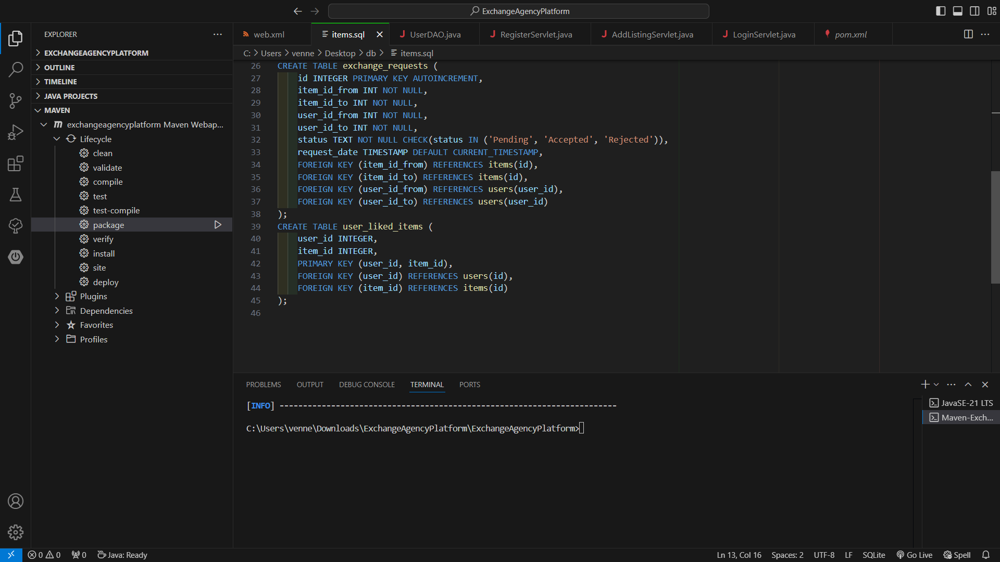 ExchangeAgencyPlatform
EXPLORER
EXCHANGEAGENCYPLATFORM
OUTLINE
TIMELINE
JAVA PROJECTS
MAVEN
exchangeagencyplatform Maven Webap...
Lifecycle
clean
validate
compile
test
test-compile
package
verify
install
site
deploy
Plugins
Dependencies
Favorites
Profiles
web.xml items.sql UserDAO.java RegisterServlet.java AddListingServlet.java LoginServlet.java pom.xml
C: > Users > venne > Desktop > db > items.sql
26 CREATE TABLE exchange_requests (
27 id INTEGER PRIMARY KEY AUTOINCREMENT,
28 item_id_from INT NOT NULL,
29 item_id_to INT NOT NULL,
30 user_id_from INT NOT NULL,
31 user_id_to INT NOT NULL,
32 status TEXT NOT NULL CHECK(status IN ('Pending', 'Accepted', 'Rejected')),
33 request_date TIMESTAMP DEFAULT CURRENT_TIMESTAMP,
34 FOREIGN KEY (item_id_from) REFERENCES items(id),
35 FOREIGN KEY (item_id_to) REFERENCES items(id),
36 FOREIGN KEY (user_id_from) REFERENCES users(user_id),
37 FOREIGN KEY (user_id_to) REFERENCES users(user_id)
38 );
39 CREATE TABLE user_liked_items (
40 user_id INTEGER,
41 item_id INTEGER,
42 PRIMARY KEY (user_id, item_id),
43 FOREIGN KEY (user_id) REFERENCES users(id),
44 FOREIGN KEY (item_id) REFERENCES items(id)
45 );
46
PROBLEMS OUTPUT DEBUG CONSOLE TERMINAL PORTS
[INFO] ------------------------------------------------------------------------
C:\Users\venne\Downloads\ExchangeAgencyPlatform\ExchangeAgencyPlatform>
JavaSE-21 LTS
Maven-Exch...
0 0 0 Java: Ready Ln 13, Col 16 Spaces: 2 UTF-8 LF SQLite Go Live Spell